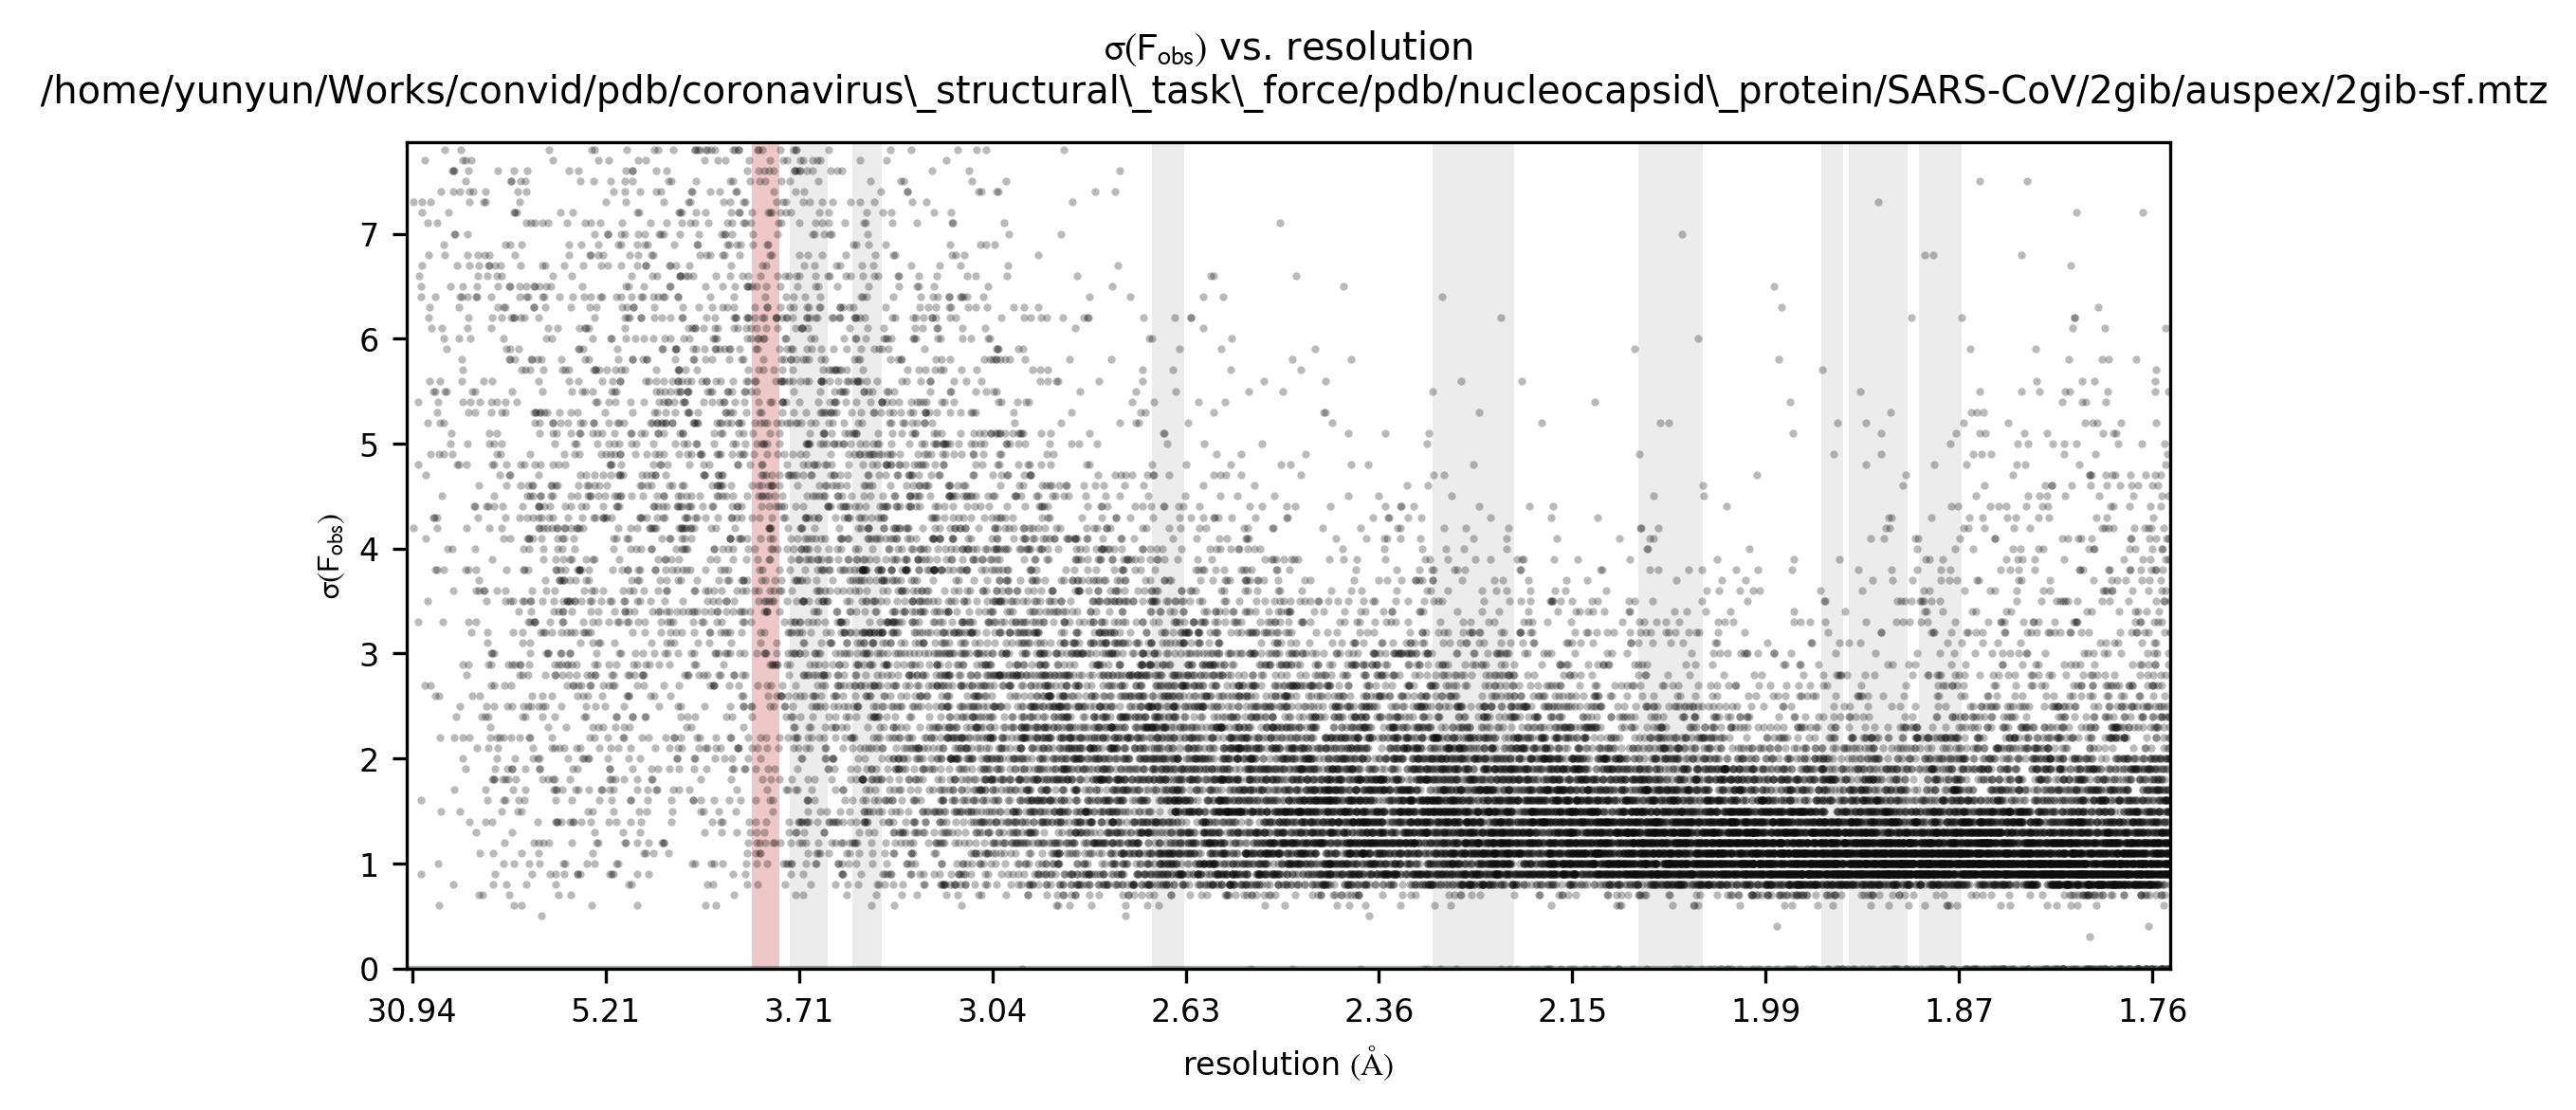 σ(Fobs) vs. resolution
/home/yunyun/Works/convid/pdb/coronavirus\_structural\_task\_force/pdb/nucleocapsid\_protein/SARS-CoV/2gib/auspex/2gib-sf.mtz
7
6
5
4
3
2
1
0
σ(Fobs)
30.94 5.21 3.71 3.04 2.63 2.36 2.15 1.99 1.87 1.76
resolution (Å)